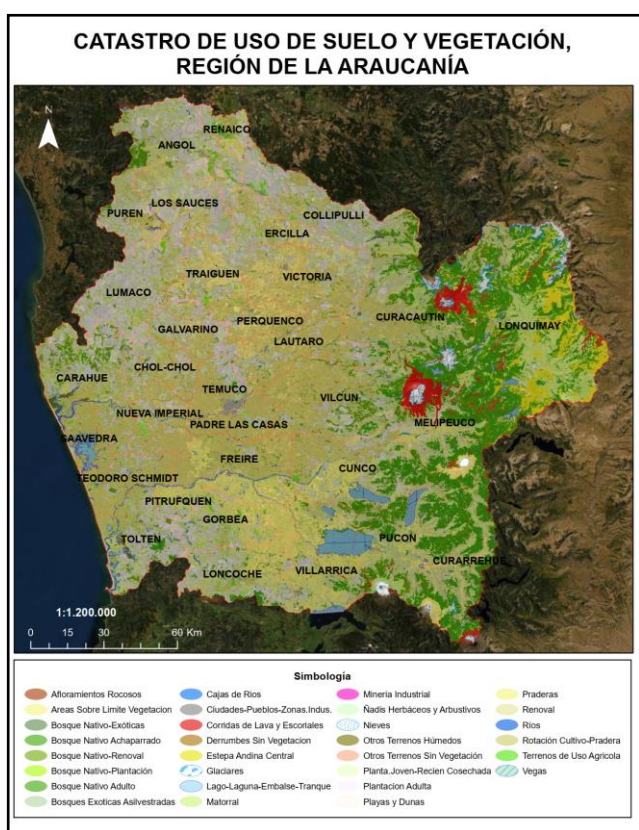 CATASTRO DE USO DE SUELO Y VEGETACIÓN,
REGIÓN DE LA ARAUCANÍA
N
RENAICO
ANGOL
LOS SAUCES
PUREN
COLLIPULLI
ERCILLA
TRAIGUEN
VICTORIA
LUMACO
CURACAUTIN
LONQUIMAY
PERQUENCO
GALVARINO
LAUTARO
CHOL-CHOL
CARAHUE
TEMUCO
VILCUN
NUEVA IMPERIAL
MELIPEUCO
PADRE LAS CASAS
SAAVEDRA
FREIRE
CUNCO
TEODORO SCHMIDT
PITRUFQUEN
GORBEA
PUCON
TOLTEN
CURARREHUE
LONCOCHE
VILLARRICA
1:1.200.000
0 15 30 60 Km
Simbología
Afloramientos Rocosos
Areas Sobre Limite Vegetacion
Bosque Nativo-Exóticas
Bosque Nativo Achaparrado
Bosque Nativo-Renoval
Bosque Nativo-Plantación
Bosque Nativo Adulto
Bosques Exoticas Asilvestradas
Cajas de Rios
Ciudades-Pueblos-Zonas.Indus.
Corridas de Lava y Escoriales
Derrumbes Sin Vegetacion
Estepa Andina Central
Glaciares
Lago-Laguna-Embalse-Tranque
Matorral
Minería Industrial
Ñadis Herbáceos y Arbustivos
Nieves
Otros Terrenos Húmedos
Otros Terrenos Sin Vegetación
Planta.Joven-Recien Cosechada
Plantacion Adulta
Playas y Dunas
Praderas
Renoval
Ríos
Rotación Cultivo-Pradera
Terrenos de Uso Agricola
Vegas